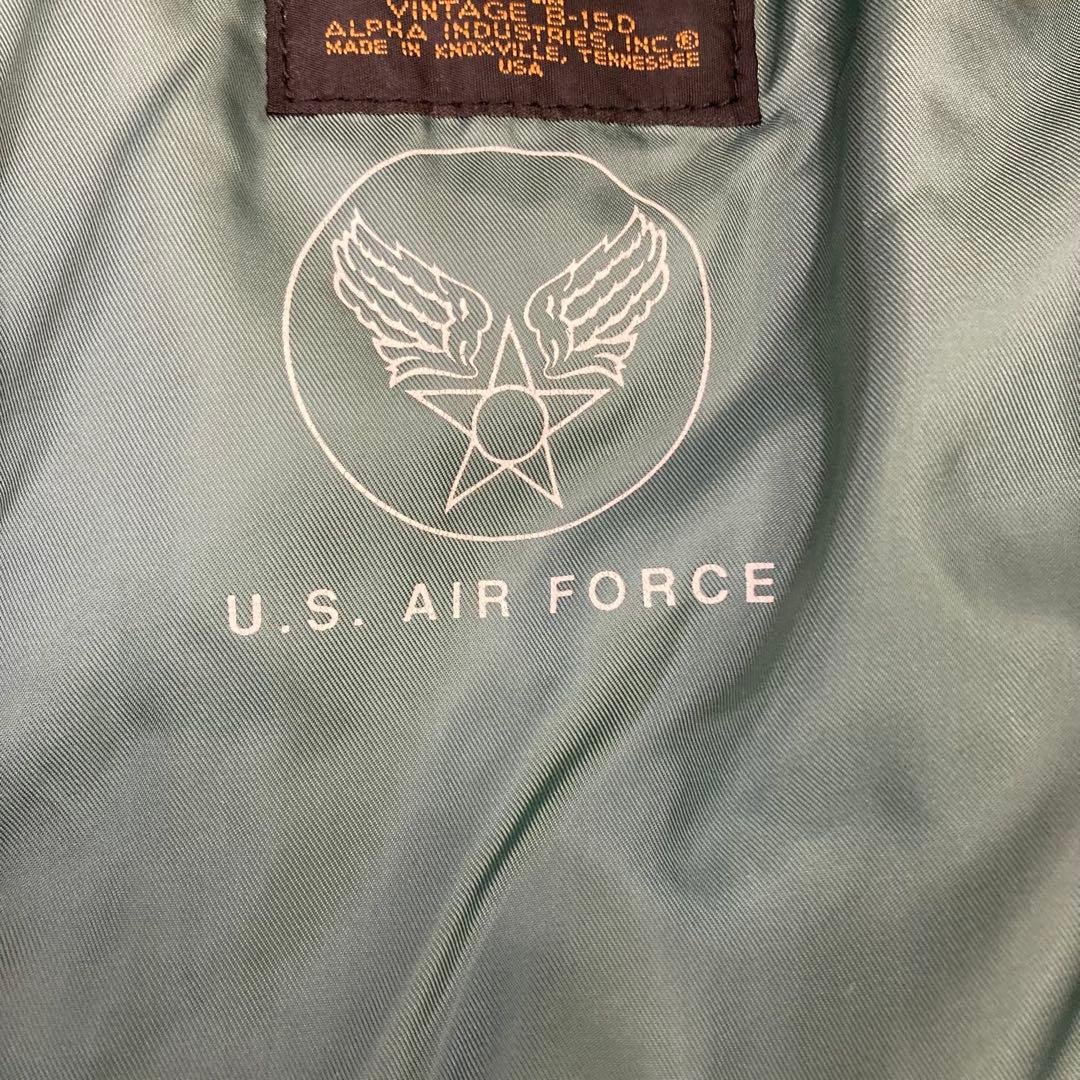 VINTAGE B-15D
ALPHA INDUSTRIES, INC.®
MADE IN KNOXVILLE, TENNESSEE
USA
U.S. AIR FORCE